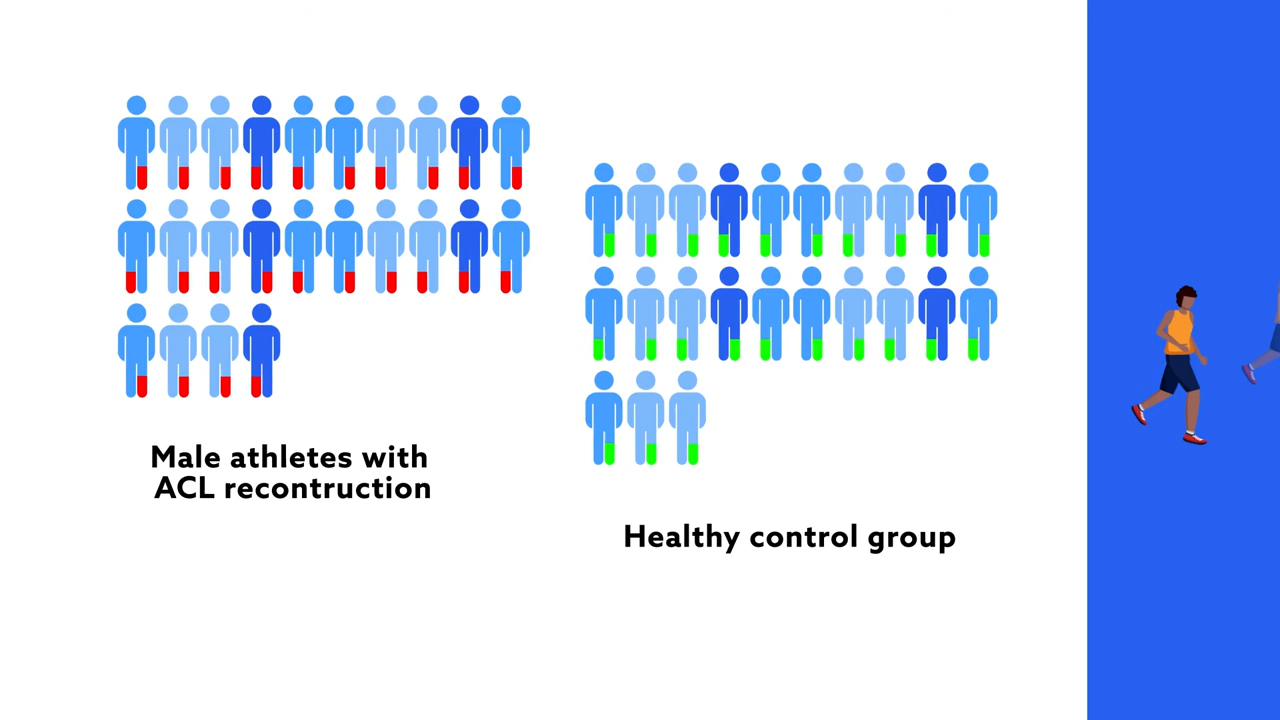 Male athletes with
ACL recontruction
Healthy control group